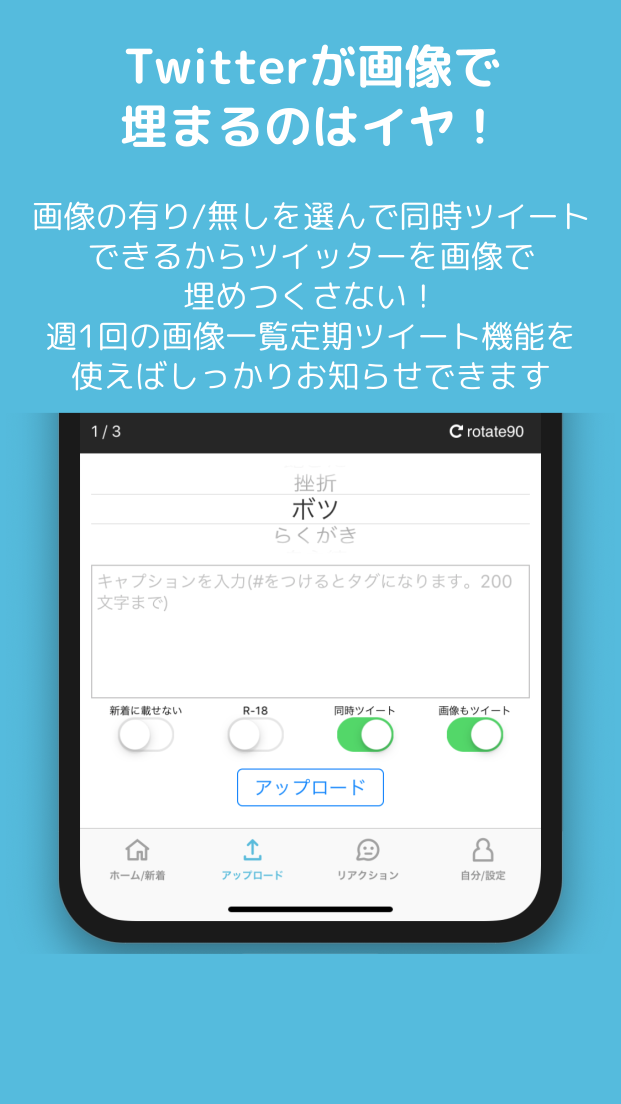 Twitterが画像で
埋まるのはイヤ！
画像の有り/無しを選んで同時ツイート
できるからツイッターを画像で
埋めつくさない！
週1回の画像一覧定期ツイート機能を
使えばしっかりお知らせできます
1 / 3
rotate90
挫折
ボツ
らくがき
キャプションを入力(#をつけるとタグになります。200
文字まで)
新着に載せない
R-18
同時ツイート
画像もツイート
アップロード
ホーム/新着
アップロード
リアクション
自分/設定